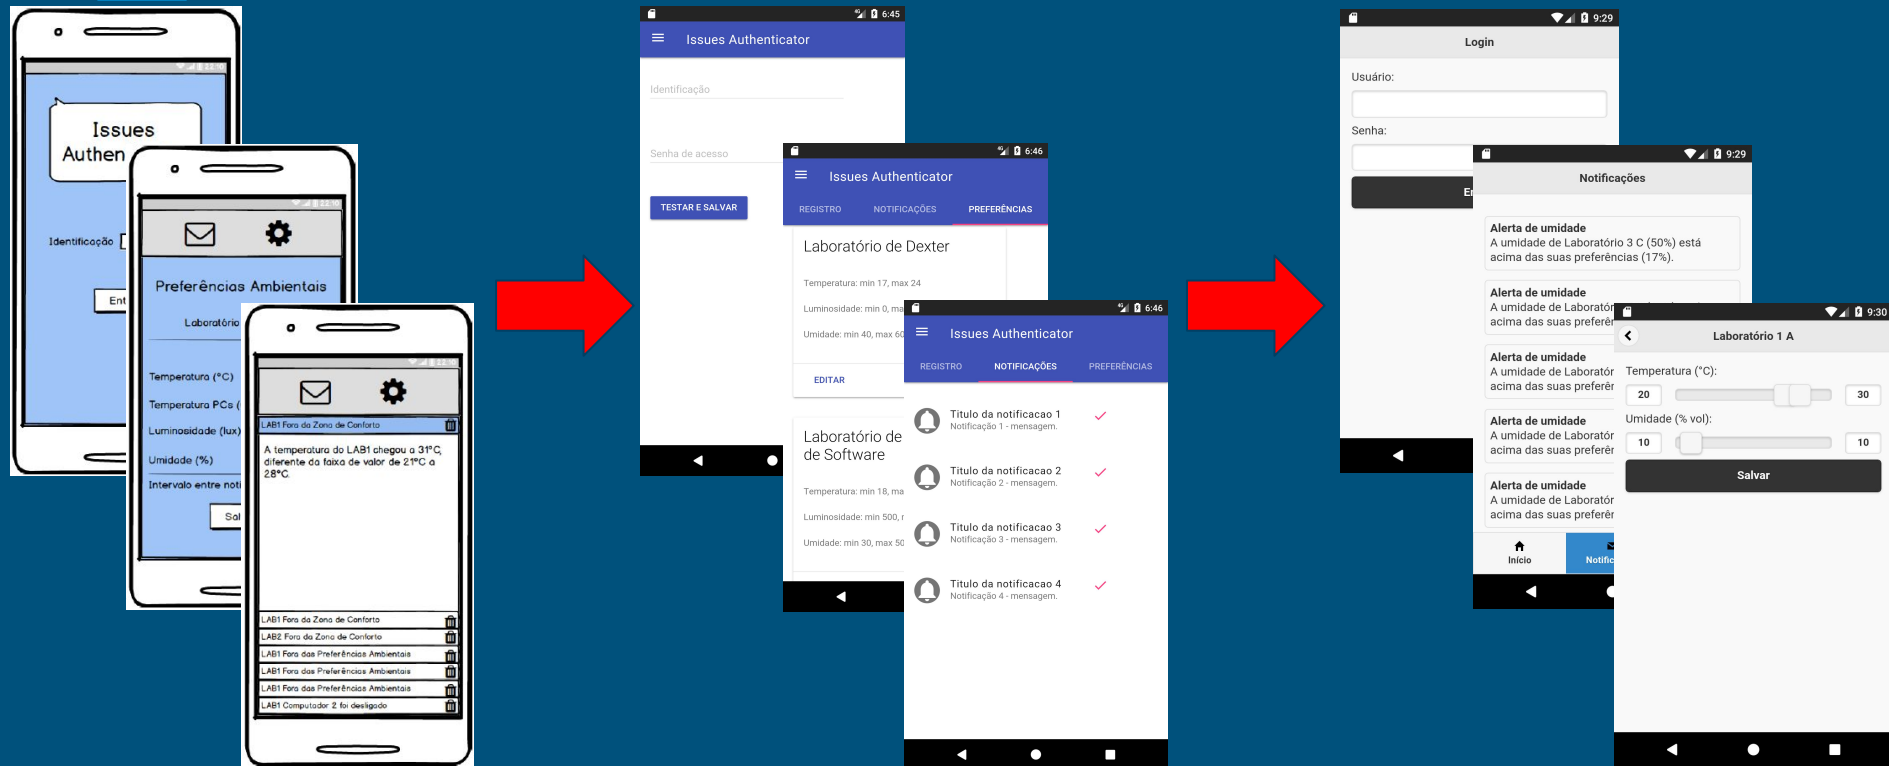 Issues
Authen
Identificação
Ent
22:10
Preferências Ambientais
Laboratório
Temperatura (°C)
Temperatura PCs (
Luminosidade (lux)
Umidade (%)
Intervalo entre noti
Sal
LAB1 Fora da Zona de Conforto
A temperatura do LAB1 chegou a 31°C,
diferente da faixa de valor de 21°C a
28°C.
LAB1 Fora da Zona de Conforto
LAB2 Fora da Zona de Conforto
LAB1 Fora das Preferências Ambientais
LAB1 Fora das Preferências Ambientais
LAB1 Fora das Preferências Ambientais
LAB1 Computador 2 foi desligado
6:45
Issues Authenticator
Identificação
Senha de acesso
TESTAR E SALVAR
6:46
Issues Authenticator
REGISTRO NOTIFICAÇÕES PREFERÊNCIAS
Laboratório de Dexter
Temperatura: min 17, max 24
Luminosidade: min 0, ma
Umidade: min 40, max 60
EDITAR
Laboratório de
de Software
Temperatura: min 18, ma
Luminosidade: min 500, r
Umidade: min 30, max 50
6:46
Issues Authenticator
REGISTRO NOTIFICAÇÕES PREFERÊNCIAS
Titulo da notificacao 1
Notificação 1 - mensagem.
Titulo da notificacao 2
Notificação 2 - mensagem.
Titulo da notificacao 3
Notificação 3 - mensagem.
Titulo da notificacao 4
Notificação 4 - mensagem.
9:29
Login
Usuário:
Senha:
9:29
Notificações
Alerta de umidade
A umidade de Laboratório 3 C (50%) está
acima das suas preferências (17%).
Alerta de umidade
A umidade de Laboratór
acima das suas preferêr
Alerta de umidade
A umidade de Laboratór
acima das suas preferêr
Alerta de umidade
A umidade de Laboratór
acima das suas preferêr
Alerta de umidade
A umidade de Laboratór
acima das suas preferêr
Início
Notific
9:30
Laboratório 1 A
Temperatura (°C):
20 30
Umidade (% vol):
10 10
Salvar